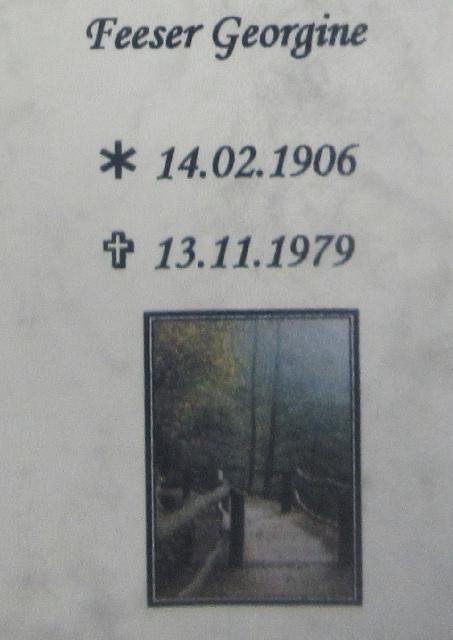 Feeser Georgine
* 14.02.1906
✝ 13.11.1979